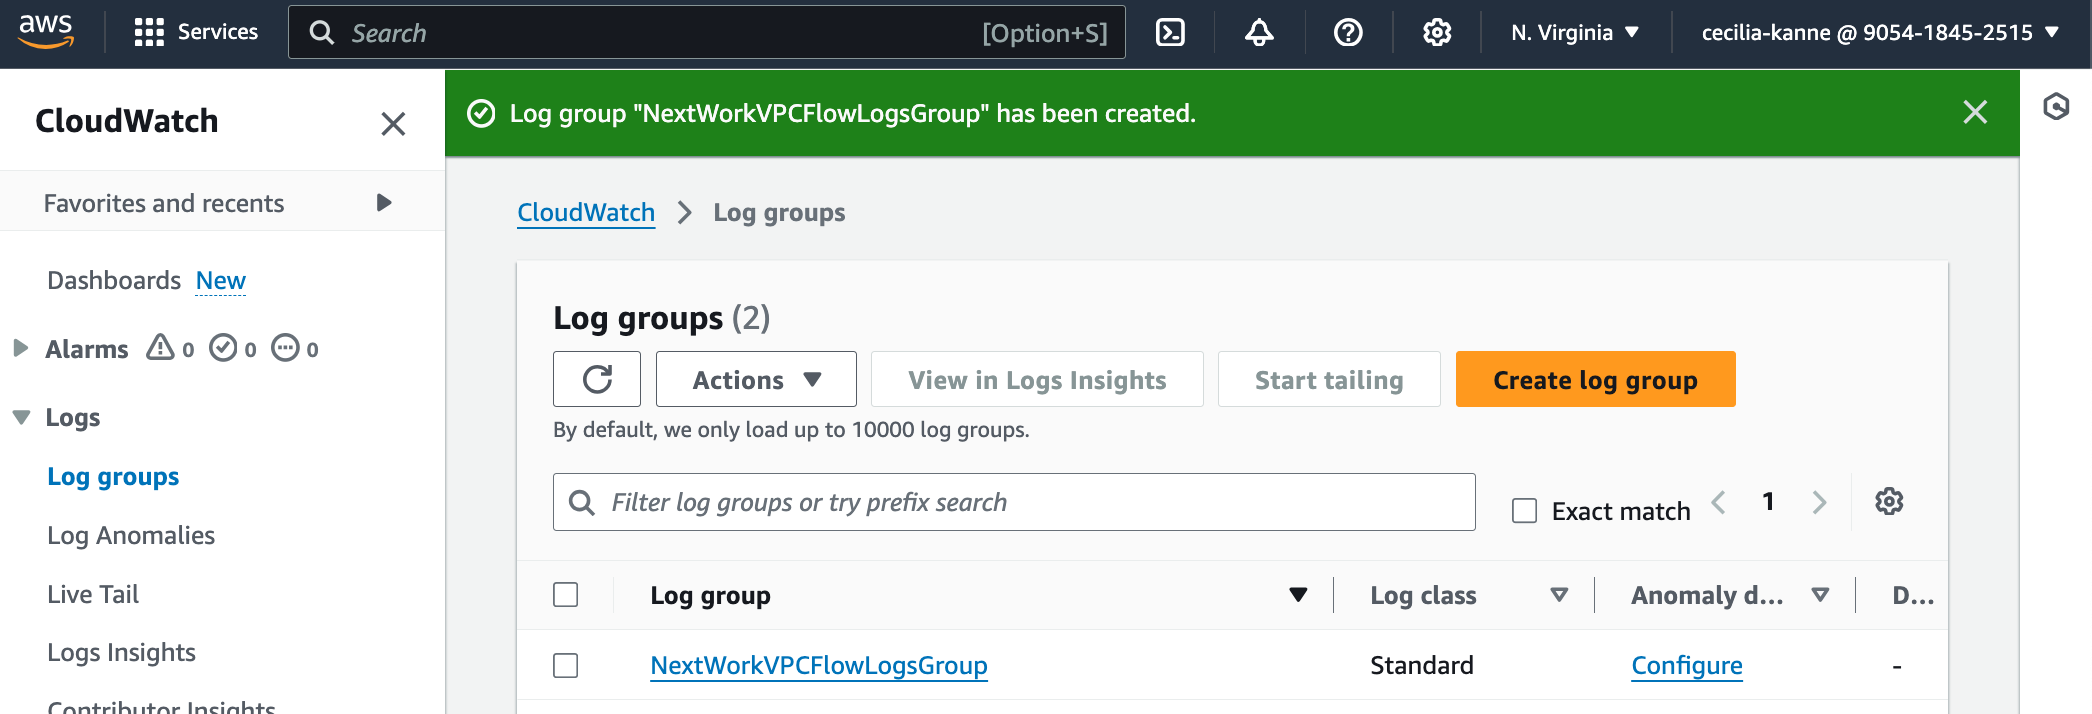 aws
Services
Search
[Option+S]
N. Virginia
cecilia-kanne @ 9054-1845-2515
CloudWatch
Favorites and recents
Dashboards New
Alarms 0 0 0
Logs
Log groups
Log Anomalies
Live Tail
Logs Insights
Contributor Insights
Log group "NextWorkVPCFlowLogsGroup" has been created.
CloudWatch > Log groups
Log groups (2)
Actions
View in Logs Insights
Start tailing
Create log group
By default, we only load up to 10000 log groups.
Filter log groups or try prefix search
Exact match
1
Log group
Log class
Anomaly d...
D...
NextWorkVPCFlowLogsGroup
Standard
Configure
-